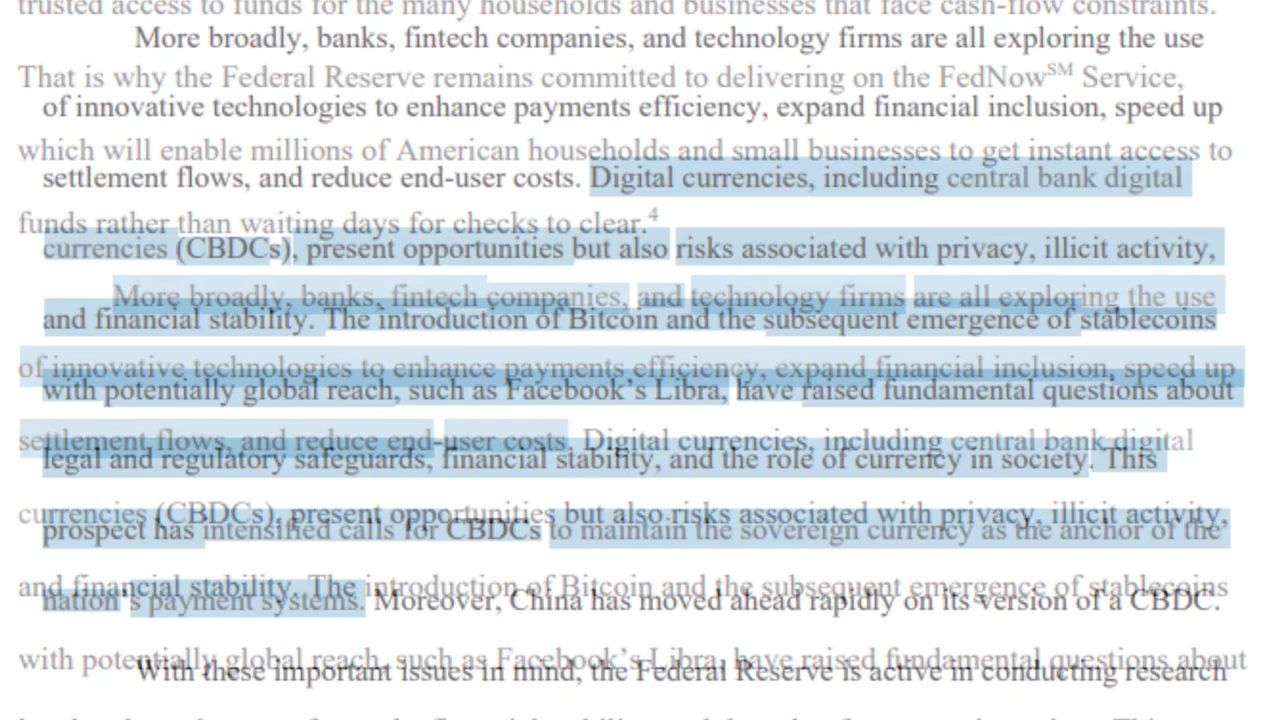 trusted access to funds for the many households and businesses that face cash-flow constraints.
More broadly, banks, fintech companies, and technology firms are all exploring the use
That is why the Federal Reserve remains committed to delivering on the FedNowSM Service,
of innovative technologies to enhance payments efficiency, expand financial inclusion, speed up
which will enable millions of American households and small businesses to get instant access to
settlement flows, and reduce end-user costs. Digital currencies, including central bank digital
funds rather than waiting days for checks to clear.4
currencies (CBDCs), present opportunities but also risks associated with privacy, illicit activity,
More broadly, banks, fintech companies, and technology firms are all exploring the use
and financial stability. The introduction of Bitcoin and the subsequent emergence of stablecoins
of innovative technologies to enhance payments efficiency, expand financial inclusion, speed up
with potentially global reach, such as Facebook’s Libra, have raised fundamental questions about
settlement flows, and reduce end-user costs. Digital currencies, including central bank digital
legal and regulatory safeguards, financial stability, and the role of currency in society. This
currencies (CBDCs), present opportunities but also risks associated with privacy, illicit activity,
prospect has intensified calls for CBDCs to maintain the sovereign currency as the anchor of the
and financial stability. The introduction of Bitcoin and the subsequent emergence of stablecoins
nation’s payment systems. Moreover, China has moved ahead rapidly on its version of a CBDC.
with potentially global reach, such as Facebook’s Libra, have raised fundamental questions about
With these important issues in mind, the Federal Reserve is active in conducting research